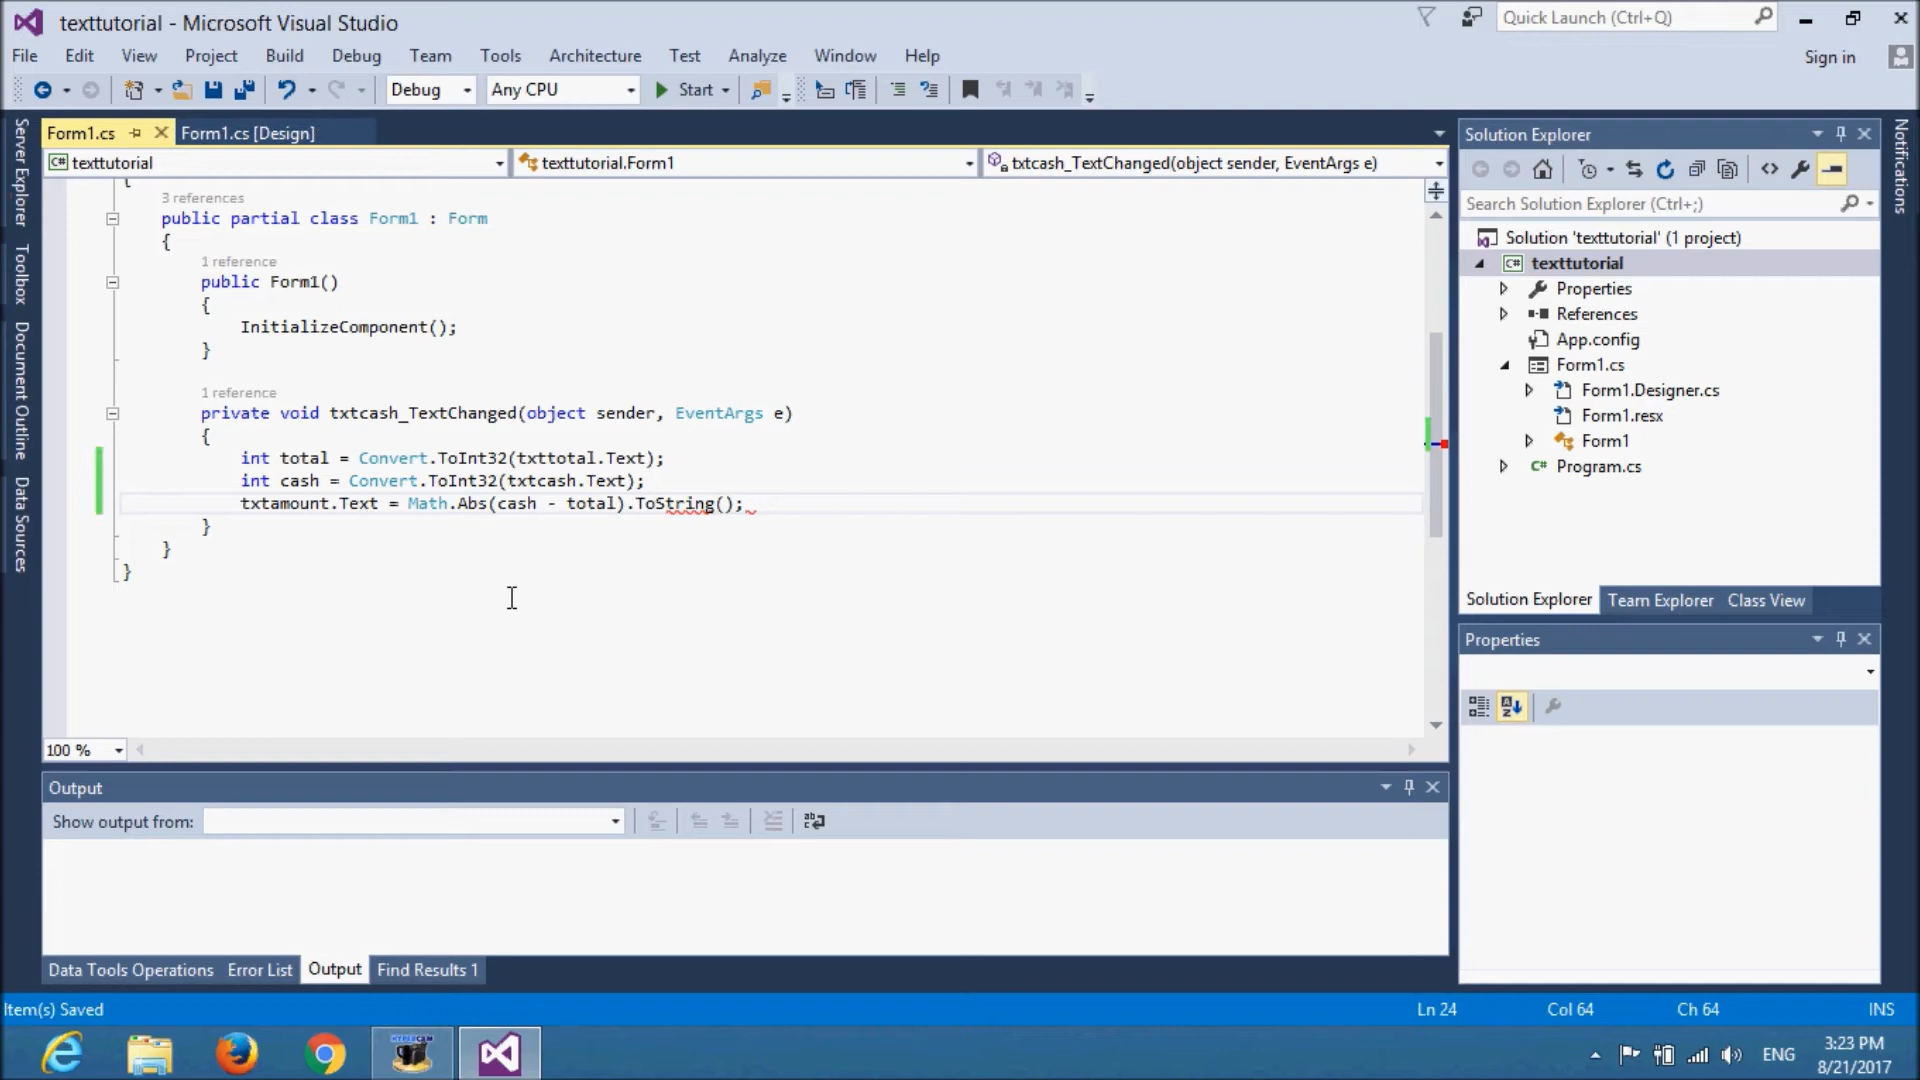 texttutorial - Microsoft Visual Studio
Quick Launch (Ctrl+Q)
File Edit View Project Build Debug Team Tools Architecture Test Analyze Window Help
Sign in
Debug Any CPU Start
Server Explorer
Toolbox
Document Outline
Data Sources
Form1.cs Form1.cs [Design]
C# texttutorial texttutorial.Form1 txtcash_TextChanged(object sender, EventArgs e)
{
3 references
public partial class Form1 : Form
{
1 reference
public Form1()
{
InitializeComponent();
}
1 reference
private void txtcash_TextChanged(object sender, EventArgs e)
{
int total = Convert.ToInt32(txttotal.Text);
int cash = Convert.ToInt32(txtcash.Text);
txtamount.Text = Math.Abs(cash - total).ToString();
}
}
}
100 %
Output
Show output from:
Data Tools Operations Error List Output Find Results 1
Solution Explorer
Search Solution Explorer (Ctrl+;)
Solution 'texttutorial' (1 project)
C# texttutorial
Properties
References
App.config
Form1.cs
Form1.Designer.cs
Form1.resx
Form1
C# Program.cs
Solution Explorer Team Explorer Class View
Properties
Notifications
Item(s) Saved
Ln 24 Col 64 Ch 64 INS
HYPERCAM
ENG
3:23 PM
8/21/2017